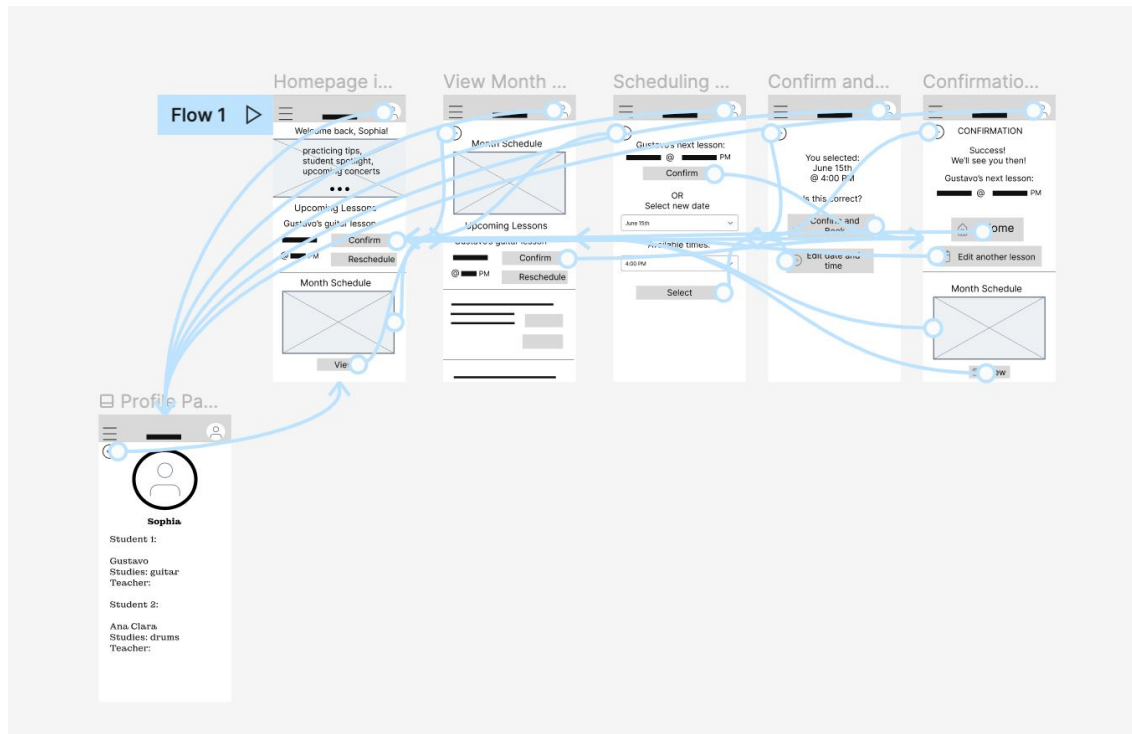 Flow 1
Homepage i...
Welcome back, Sophia!
practicing tips,
student spotlight,
upcoming concerts
Upcoming Lessons
Gustavo's guitar lesson
Confirm
@ PM
Reschedule
Month Schedule
View
View Month ...
Month Schedule
Upcoming Lessons
Gustavo's guitar lesson
Confirm
@ PM
Reschedule
Scheduling ...
Gustavo's next lesson:
@ PM
Confirm
OR
Select new date
June 15th
Available times:
4:00 PM
Select
Confirm and...
You selected:
June 15th
@ 4:00 PM
Is this correct?
Confirm and
Book
Edit date and
time
Confirmatio...
CONFIRMATION
Success!
We'll see you then!
Gustavo's next lesson:
@ PM
Home
Edit another lesson
Month Schedule
View
Profile Pa...
Sophia
Student 1:
Gustavo
Studies: guitar
Teacher:
Student 2:
Ana Clara
Studies: drums
Teacher: